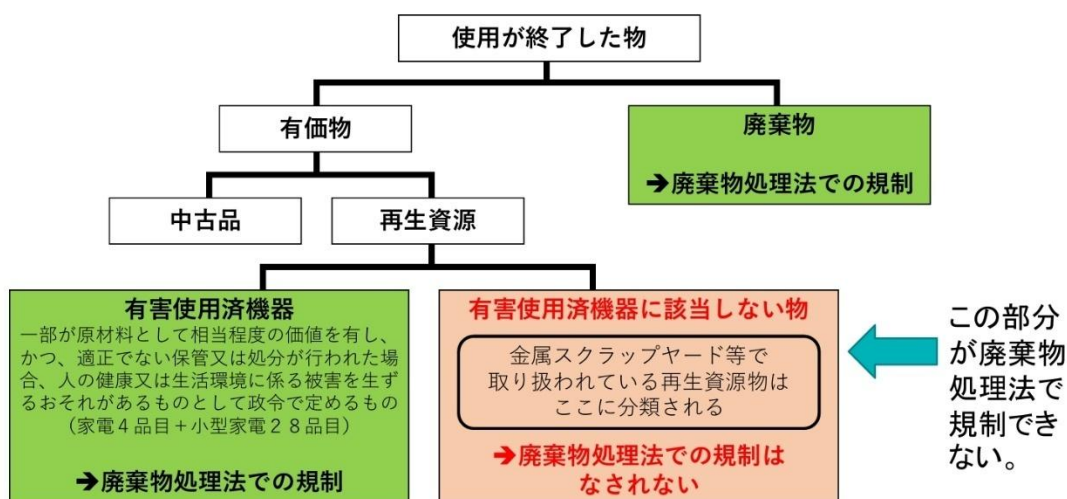 使用が終了した物
有価物
廃棄物
➔廃棄物処理法での規制
中古品
再生資源
有害使用済機器
一部が原材料として相当程度の価値を有し、
かつ、適正でない保管又は処分が行われた場
合、人の健康又は生活環境に係る被害を生ず
るおそれがあるものとして政令で定めるもの
（家電４品目＋小型家電２８品目）
➔廃棄物処理法での規制
有害使用済機器に該当しない物
金属スクラップヤード等で
取り扱われている再生資源物は
ここに分類される
➔廃棄物処理法での規制は
なされない
この部分
が廃棄物
処理法で
規制でき
ない。